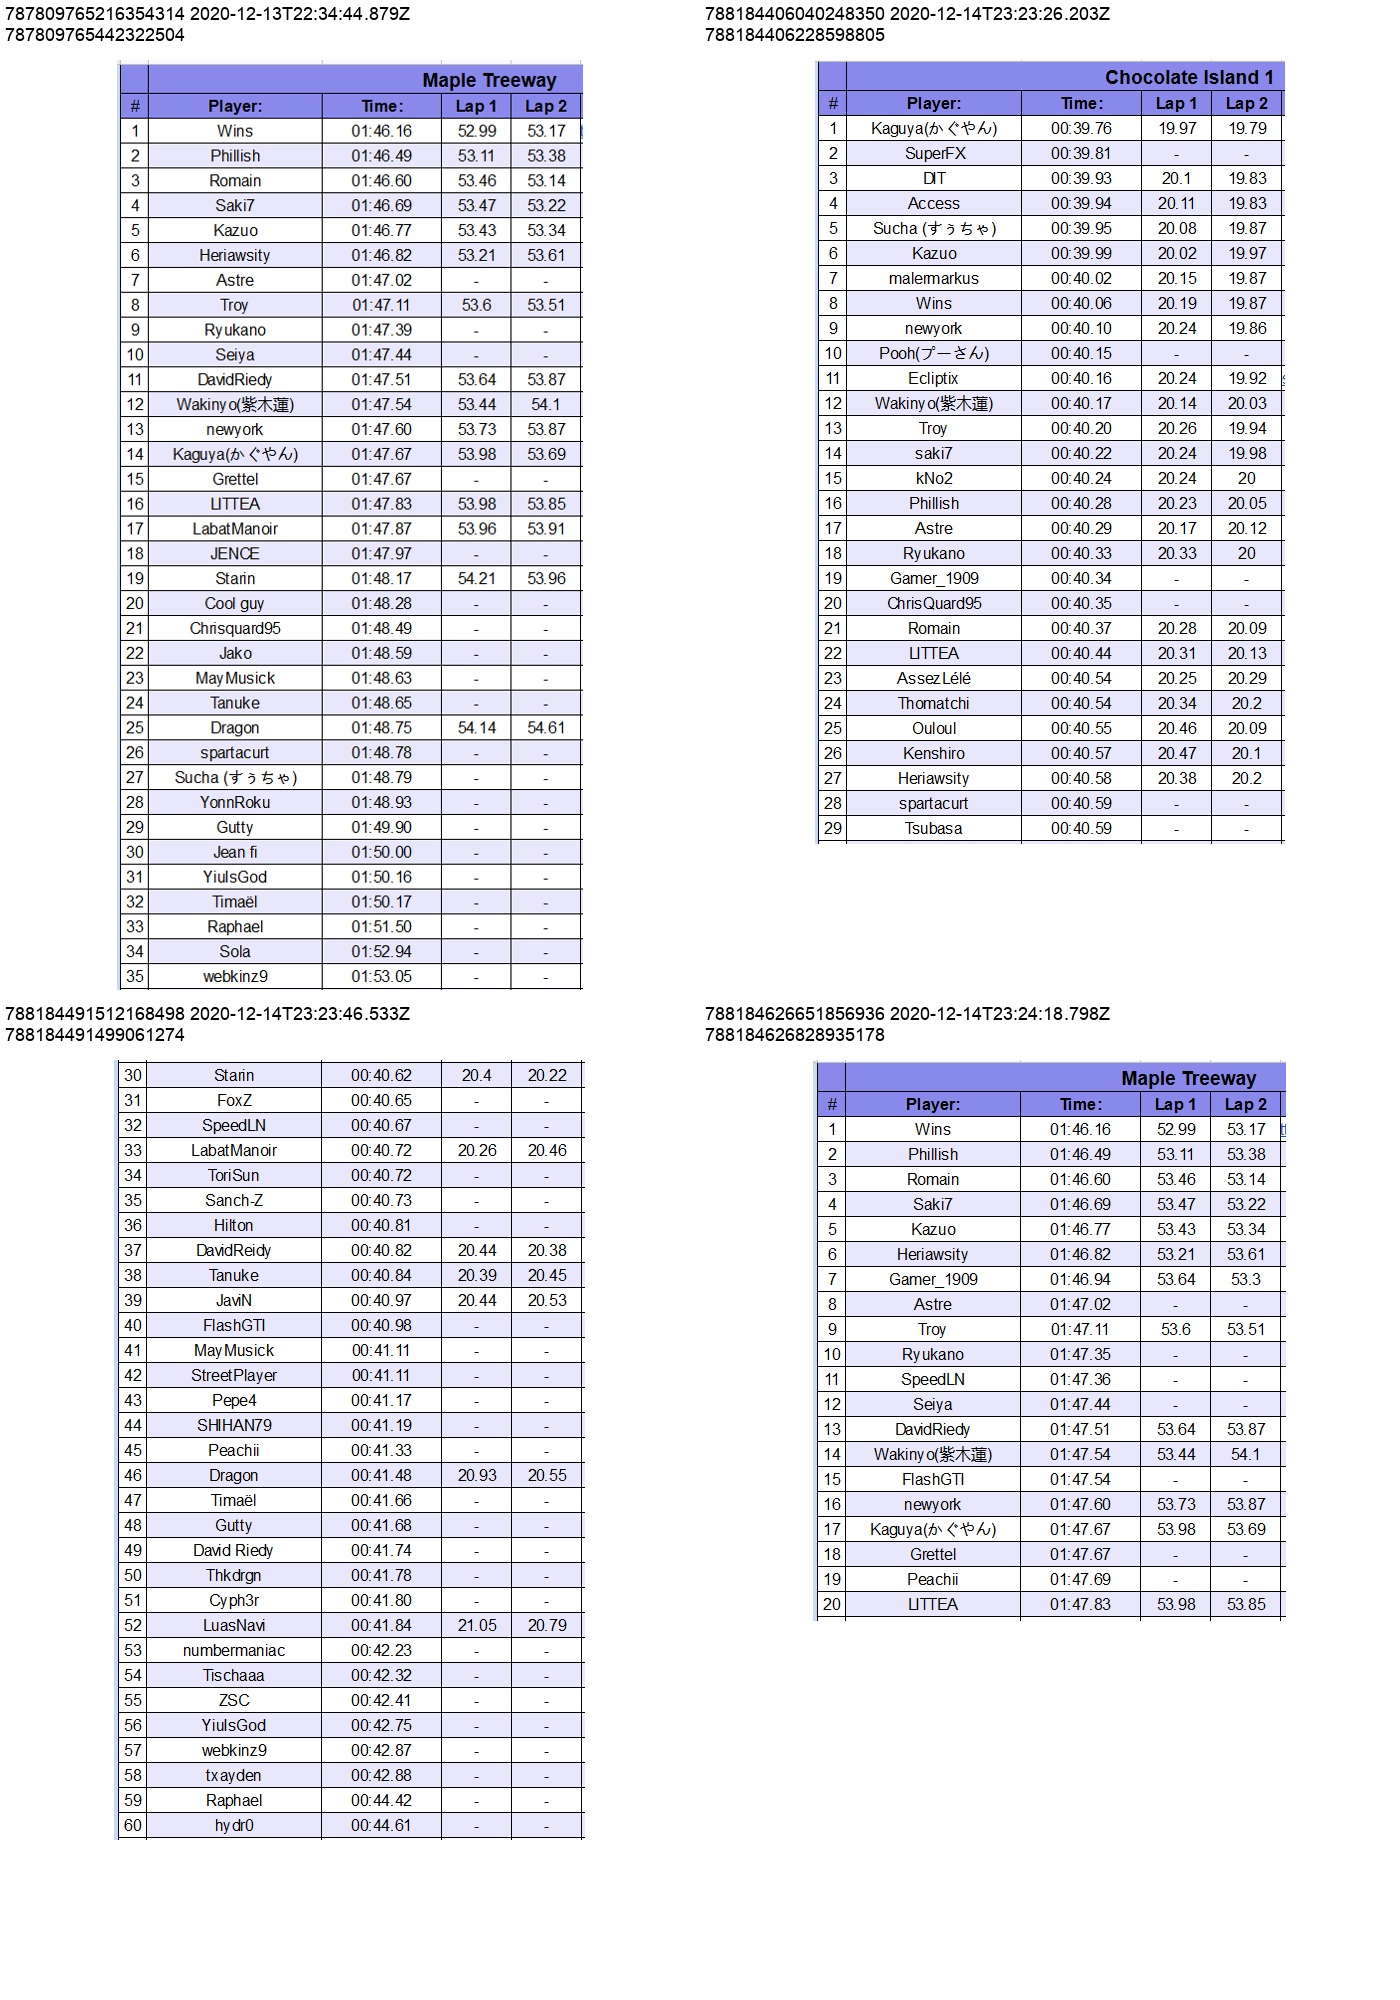 787809765216354314 2020-12-13T22:34:44.879Z
787809765442322504
Maple Treeway
# Player: Time: Lap 1 Lap 2
1 Wins 01:46.16 52.99 53.17
2 Phillish 01:46.49 53.11 53.38
3 Romain 01:46.60 53.46 53.14
4 Saki7 01:46.69 53.47 53.22
5 Kazuo 01:46.77 53.43 53.34
6 Heriawsity 01:46.82 53.21 53.61
7 Astre 01:47.02 - -
8 Troy 01:47.11 53.6 53.51
9 Ryukano 01:47.39 - -
10 Seiya 01:47.44 - -
11 DavidRiedy 01:47.51 53.64 53.87
12 Wakinyo(紫木蓮) 01:47.54 53.44 54.1
13 newyork 01:47.60 53.73 53.87
14 Kaguya(かぐやん) 01:47.67 53.98 53.69
15 Grettel 01:47.67 - -
16 LITTEA 01:47.83 53.98 53.85
17 LabatManoir 01:47.87 53.96 53.91
18 JENCE 01:47.97 - -
19 Starin 01:48.17 54.21 53.96
20 Cool guy 01:48.28 - -
21 Chrisquard95 01:48.49 - -
22 Jako 01:48.59 - -
23 MayMusick 01:48.63 - -
24 Tanuke 01:48.65 - -
25 Dragon 01:48.75 54.14 54.61
26 spartacurt 01:48.78 - -
27 Sucha (すぅちゃ) 01:48.79 - -
28 YonnRoku 01:48.93 - -
29 Gutty 01:49.90 - -
30 Jean fi 01:50.00 - -
31 YiulsGod 01:50.16 - -
32 Timaël 01:50.17 - -
33 Raphael 01:51.50 - -
34 Sola 01:52.94 - -
35 webkinz9 01:53.05 - -
788184406040248350 2020-12-14T23:23:26.203Z
788184406228598805
Chocolate Island 1
# Player: Time: Lap 1 Lap 2
1 Kaguya(かぐやん) 00:39.76 19.97 19.79
2 SuperFX 00:39.81 - -
3 DIT 00:39.93 20.1 19.83
4 Access 00:39.94 20.11 19.83
5 Sucha (すぅちゃ) 00:39.95 20.08 19.87
6 Kazuo 00:39.99 20.02 19.97
7 malermarkus 00:40.02 20.15 19.87
8 Wins 00:40.06 20.19 19.87
9 newyork 00:40.10 20.24 19.86
10 Pooh(プーさん) 00:40.15 - -
11 Ecliptix 00:40.16 20.24 19.92
12 Wakinyo(紫木蓮) 00:40.17 20.14 20.03
13 Troy 00:40.20 20.26 19.94
14 saki7 00:40.22 20.24 19.98
15 kNo2 00:40.24 20.24 20
16 Phillish 00:40.28 20.23 20.05
17 Astre 00:40.29 20.17 20.12
18 Ryukano 00:40.33 20.33 20
19 Gamer_1909 00:40.34 - -
20 ChrisQuard95 00:40.35 - -
21 Romain 00:40.37 20.28 20.09
22 LITTEA 00:40.44 20.31 20.13
23 AssezLélé 00:40.54 20.25 20.29
24 Thomatchi 00:40.54 20.34 20.2
25 Ouloul 00:40.55 20.46 20.09
26 Kenshiro 00:40.57 20.47 20.1
27 Heriawsity 00:40.58 20.38 20.2
28 spartacurt 00:40.59 - -
29 Tsubasa 00:40.59 - -
788184491512168498 2020-12-14T23:23:46.533Z
788184491499061274
30 Starin 00:40.62 20.4 20.22
31 FoxZ 00:40.65 - -
32 SpeedLN 00:40.67 - -
33 LabatManoir 00:40.72 20.26 20.46
34 ToriSun 00:40.72 - -
35 Sanch-Z 00:40.73 - -
36 Hilton 00:40.81 - -
37 DavidReidy 00:40.82 20.44 20.38
38 Tanuke 00:40.84 20.39 20.45
39 JaviN 00:40.97 20.44 20.53
40 FlashGTI 00:40.98 - -
41 MayMusick 00:41.11 - -
42 StreetPlayer 00:41.11 - -
43 Pepe4 00:41.17 - -
44 SHIHAN79 00:41.19 - -
45 Peachii 00:41.33 - -
46 Dragon 00:41.48 20.93 20.55
47 Timaël 00:41.66 - -
48 Gutty 00:41.68 - -
49 David Riedy 00:41.74 - -
50 Thkdrgn 00:41.78 - -
51 Cyph3r 00:41.80 - -
52 LuasNavi 00:41.84 21.05 20.79
53 numbermaniac 00:42.23 - -
54 Tischaaa 00:42.32 - -
55 ZSC 00:42.41 - -
56 YiulsGod 00:42.75 - -
57 webkinz9 00:42.87 - -
58 txayden 00:42.88 - -
59 Raphael 00:44.42 - -
60 hydr0 00:44.61 - -
788184626651856936 2020-12-14T23:24:18.798Z
788184626828935178
Maple Treeway
# Player: Time: Lap 1 Lap 2
1 Wins 01:46.16 52.99 53.17
2 Phillish 01:46.49 53.11 53.38
3 Romain 01:46.60 53.46 53.14
4 Saki7 01:46.69 53.47 53.22
5 Kazuo 01:46.77 53.43 53.34
6 Heriawsity 01:46.82 53.21 53.61
7 Gamer_1909 01:46.94 53.64 53.3
8 Astre 01:47.02 - -
9 Troy 01:47.11 53.6 53.51
10 Ryukano 01:47.35 - -
11 SpeedLN 01:47.36 - -
12 Seiya 01:47.44 - -
13 DavidRiedy 01:47.51 53.64 53.87
14 Wakinyo(紫木蓮) 01:47.54 53.44 54.1
15 FlashGTI 01:47.54 - -
16 newyork 01:47.60 53.73 53.87
17 Kaguya(かぐやん) 01:47.67 53.98 53.69
18 Grettel 01:47.67 - -
19 Peachii 01:47.69 - -
20 LITTEA 01:47.83 53.98 53.85